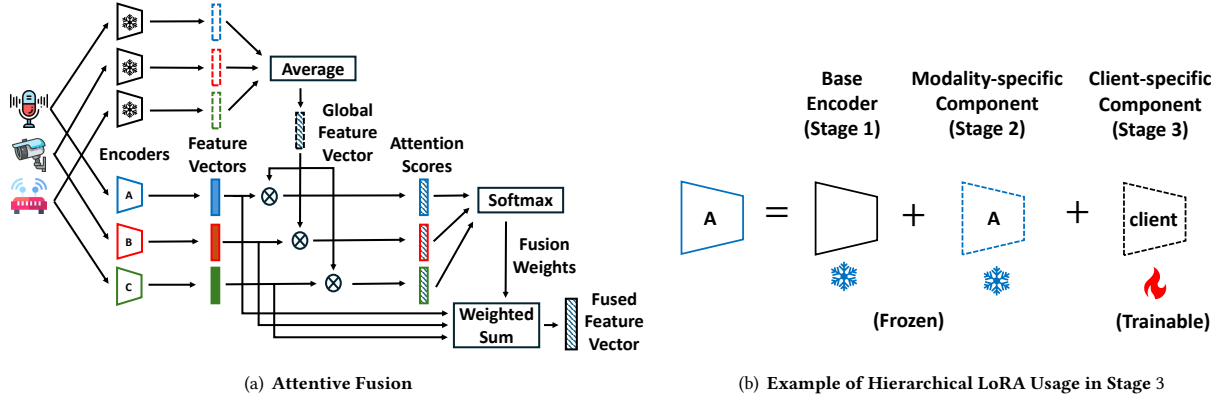 Average
Global
Feature
Vector
Encoders
Feature
Vectors
Attention
Scores
A
B
C
Softmax
Fusion
Weights
Weighted
Sum
Fused
Feature
Vector
(a) Attentive Fusion
Base
Encoder
(Stage 1)
Modality-specific
Component
(Stage 2)
Client-specific
Component
(Stage 3)
A = + A + client
(Frozen)
(Trainable)
(b) Example of Hierarchical LoRA Usage in Stage 3